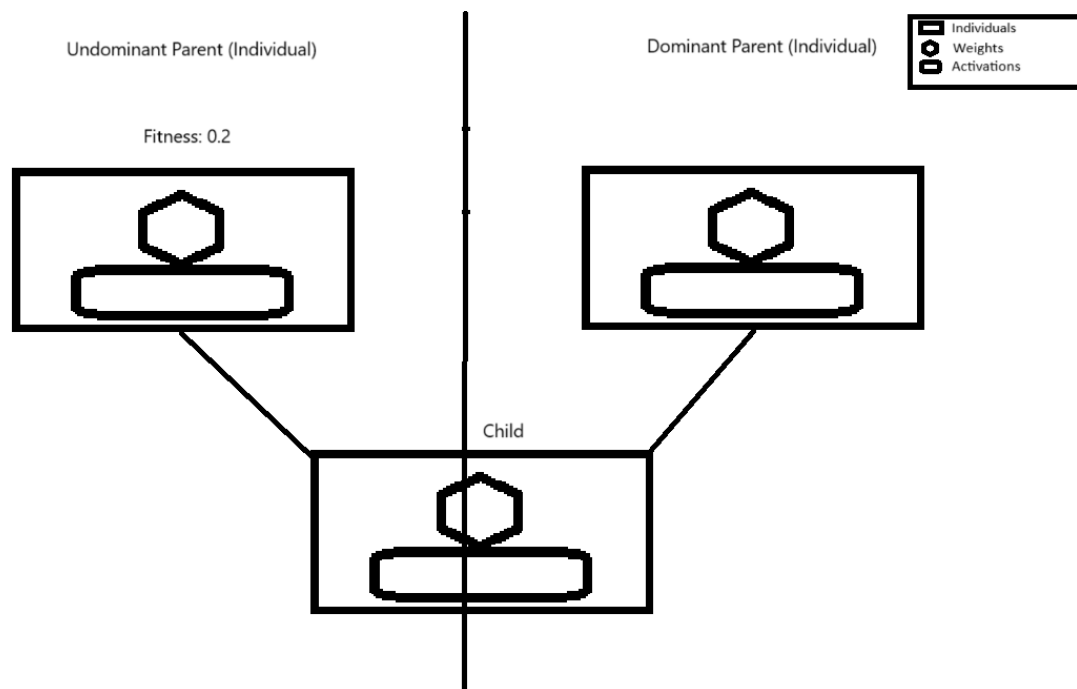 Undominant Parent (Individual)
Dominant Parent (Individual)
Individuals
Weights
Activations
Fitness: 0.2
Child